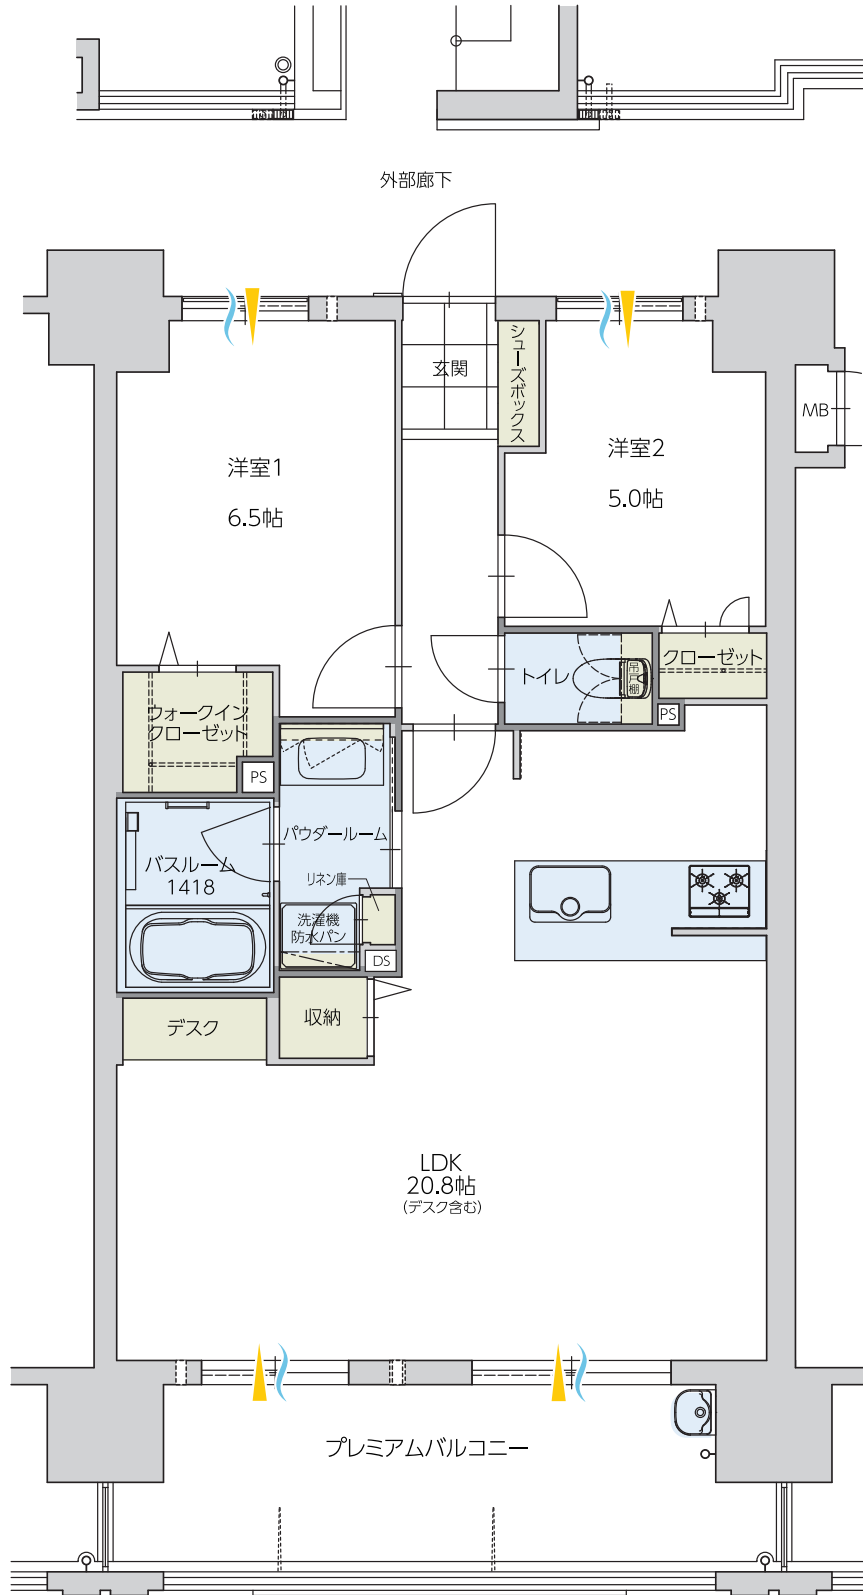 外部廊下
玄関
シューズボックス
MB
洋室1
6.5帖
洋室2
5.0帖
トイレ
吊戸棚
クローゼット
PS
ウォークイン
クローゼット
PS
パウダールーム
バスルーム
1418
リネン庫
洗濯機
防水パン
DS
デスク
収納
LDK
20.8帖
(デスク含む)
プレミアムバルコニー